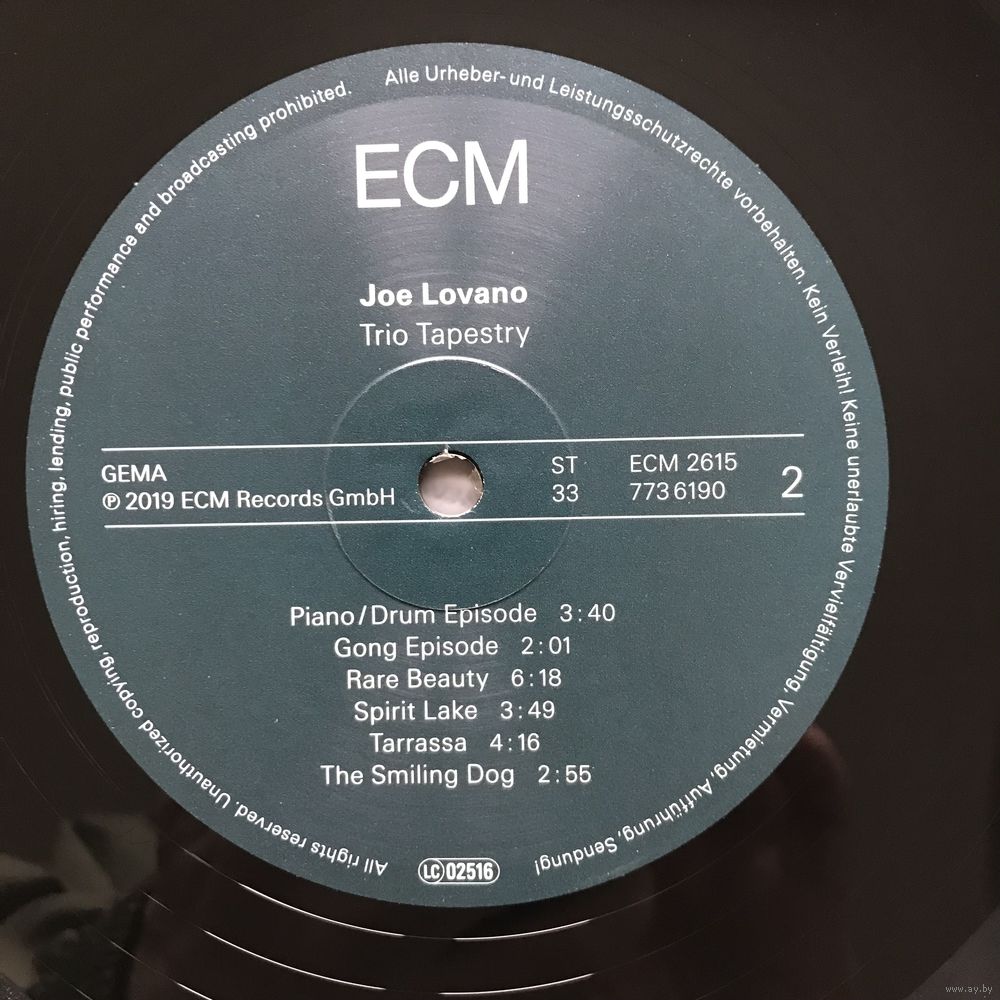 Alle Urheber- und Leistungsschutzrechte vorbehalten. Kein Verleih! Keine unerlaubte Vervielfältigung, Vermietung, Aufführung, Sendung!
ECM
Joe Lovano
Trio Tapestry
GEMA
℗ 2019 ECM Records GmbH
ST
33
ECM 2615
773 6190
2
Piano/Drum Episode 3:40
Gong Episode 2:01
Rare Beauty 6:18
Spirit Lake 3:49
Tarrassa 4:16
The Smiling Dog 2:55
LC 02516
All rights reserved. Unauthorized copying, reproduction, hiring, lending, public performance and broadcasting prohibited.
www.ay.by